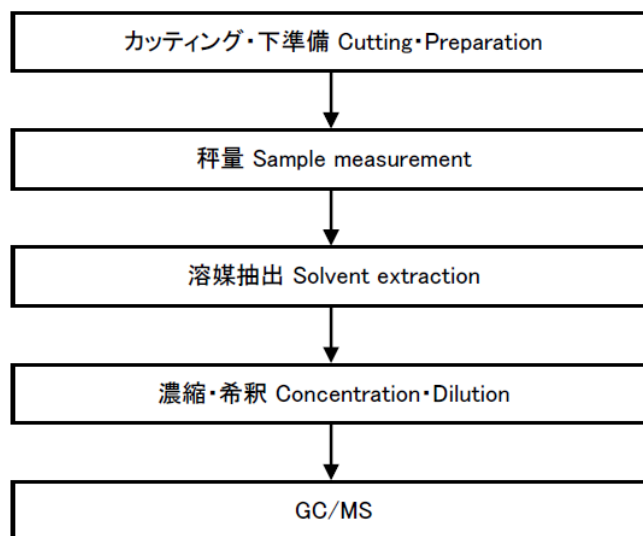 カッティング・下準備 Cutting・Preparation
秤量 Sample measurement
溶媒抽出 Solvent extraction
濃縮・希釈 Concentration・Dilution
GC/MS